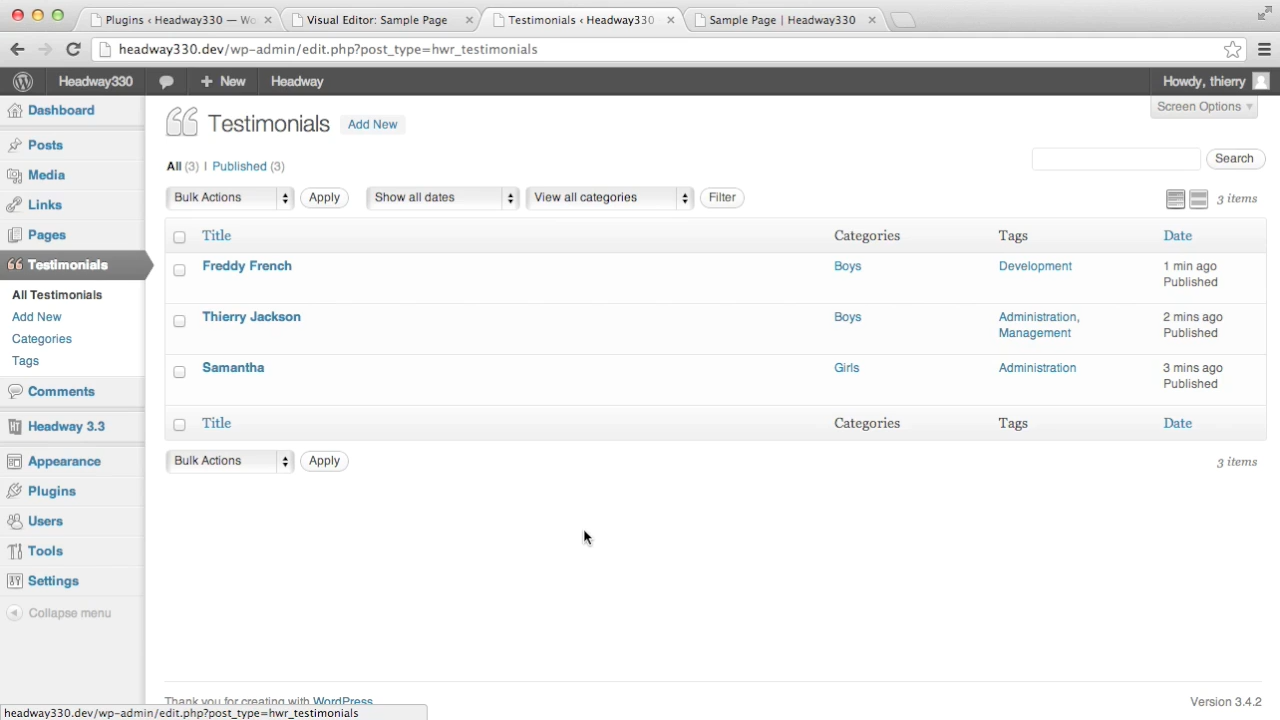 Plugins ‹ Headway330 — Wo
Visual Editor: Sample Page
Testimonials ‹ Headway330
Sample Page | Headway330
headway330.dev/wp-admin/edit.php?post_type=hwr_testimonials
Headway330
+ New
Headway
Howdy, thierry
Dashboard
Posts
Media
Links
Pages
Testimonials
All Testimonials
Add New
Categories
Tags
Comments
Headway 3.3
Appearance
Plugins
Users
Tools
Settings
Collapse menu
Screen Options
Testimonials Add New
All (3) | Published (3)
Search
Bulk Actions Apply Show all dates View all categories Filter 3 items
Title Categories Tags Date
Freddy French Boys Development 1 min ago
Published
Thierry Jackson Boys Administration, 2 mins ago
Management Published
Samantha Girls Administration 3 mins ago
Published
Title Categories Tags Date
Bulk Actions Apply 3 items
Thank you for creating with WordPress Version 3.4.2
headway330.dev/wp-admin/edit.php?post_type=hwr_testimonials